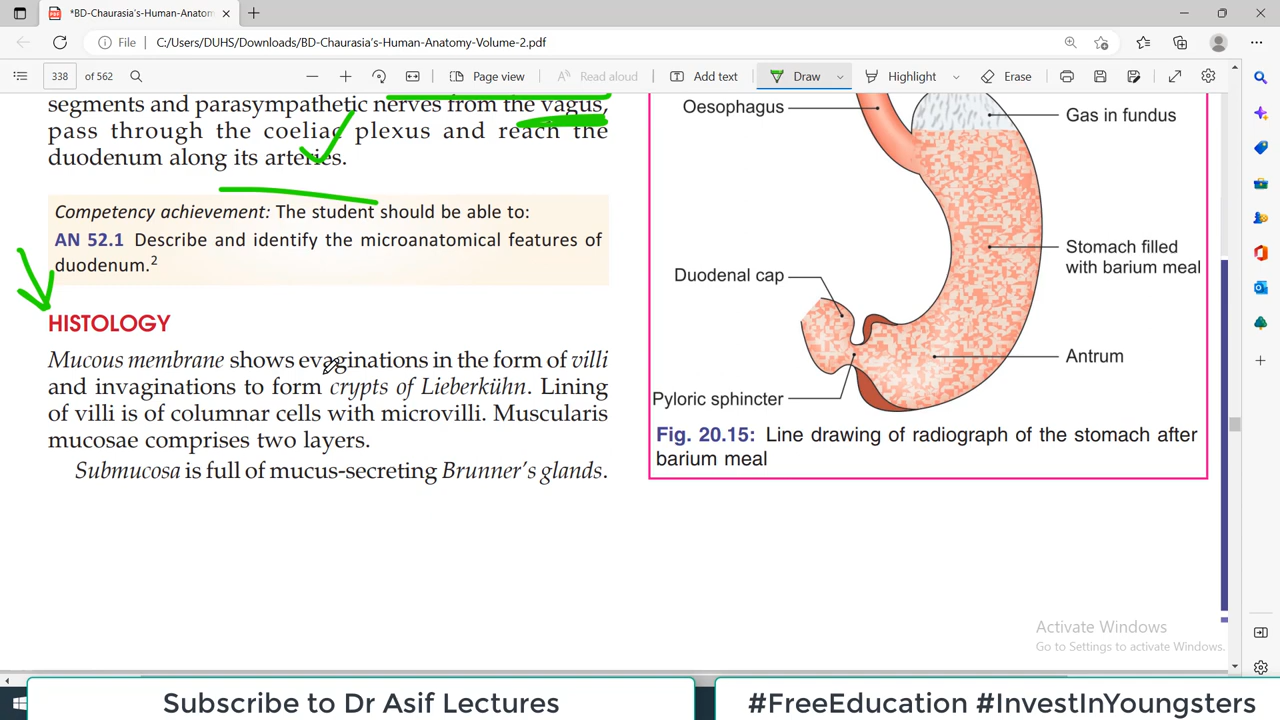 *BD-Chaurasia's-Human-Anatom
File
C:/Users/DUHS/Downloads/BD-Chaurasia's-Human-Anatomy-Volume-2.pdf
338
of 562
Page view
Read aloud
Add text
Draw
Highlight
Erase
segments and parasympathetic nerves from the vagus,
pass through the coeliac plexus and reach the
duodenum along its arteries.
Competency achievement: The student should be able to:
AN 52.1 Describe and identify the microanatomical features of
duodenum.2
HISTOLOGY
Mucous membrane shows evaginations in the form of villi
and invaginations to form crypts of Lieberkühn. Lining
of villi is of columnar cells with microvilli. Muscularis
mucosae comprises two layers.
Submucosa is full of mucus-secreting Brunner's glands.
Oesophagus
Gas in fundus
Stomach filled
with barium meal
Duodenal cap
Antrum
Pyloric sphincter
Fig. 20.15: Line drawing of radiograph of the stomach after
barium meal
Activate Windows
Go to Settings to activate Windows.
Subscribe to Dr Asif Lectures
#FreeEducation #InvestInYoungsters